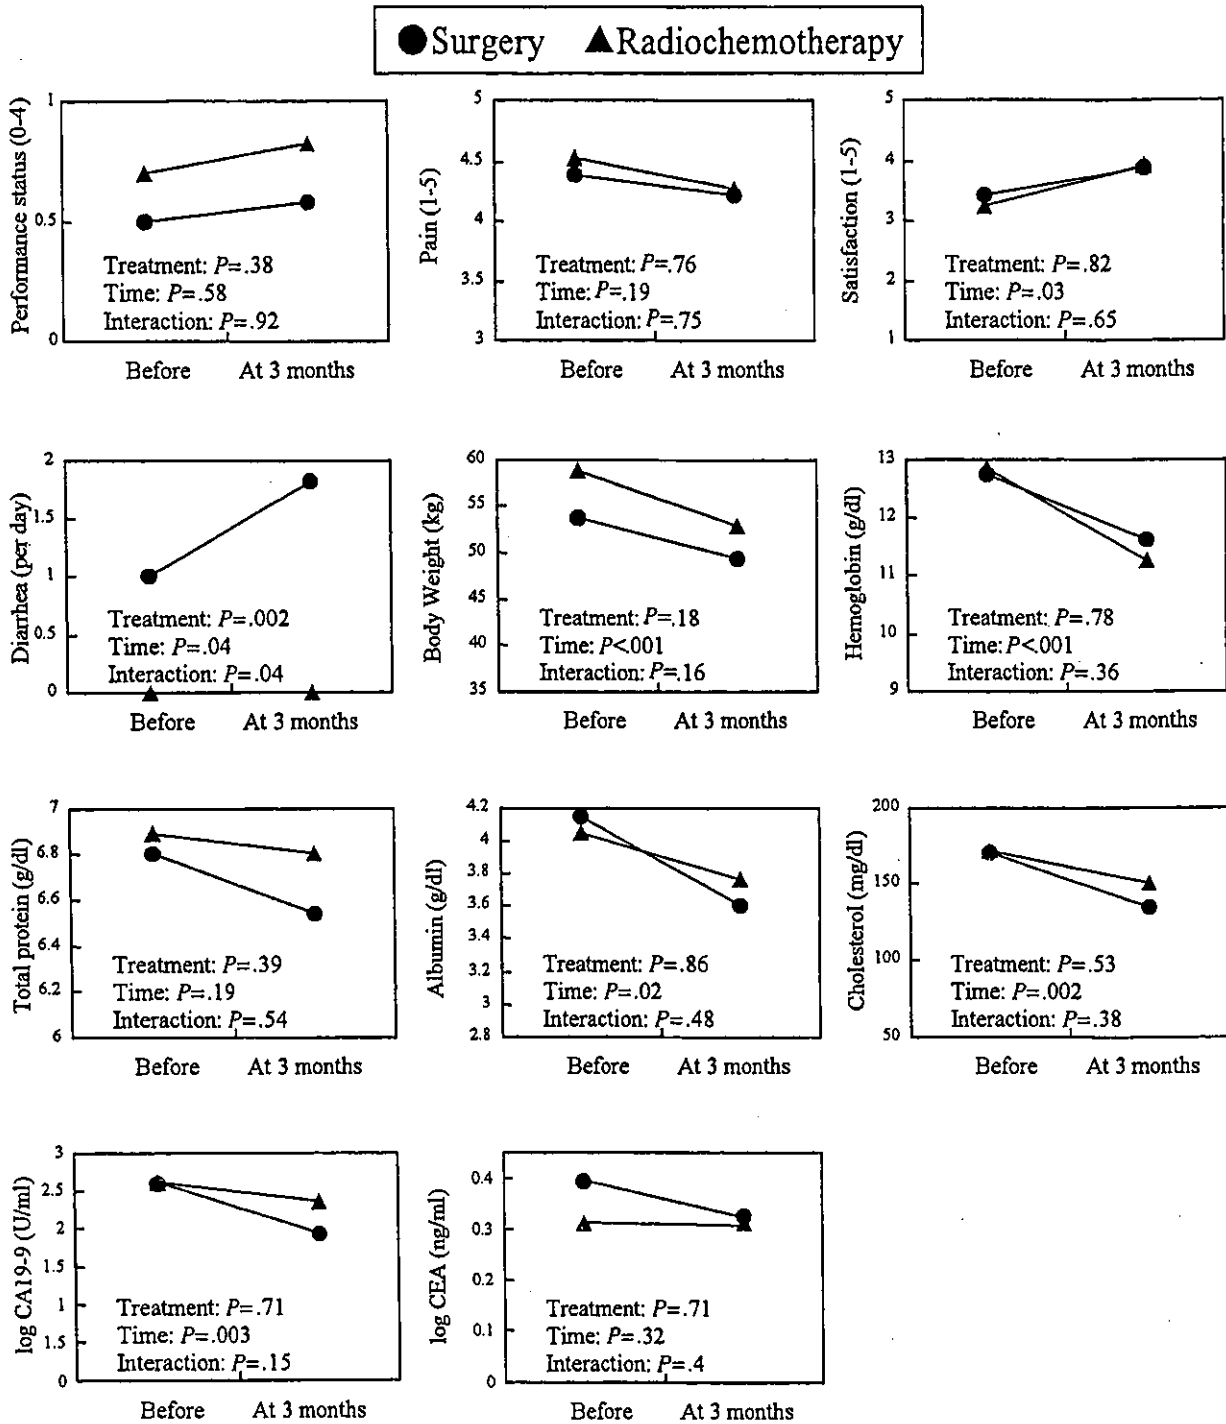 Surgery Radiochemotherapy
Performance status (0-4)
1
0.5
0
Treatment: P=.38
Time: P=.58
Interaction: P=.92
Before At 3 months
Pain (1-5)
5
4.5
4
3.5
3
Treatment: P=.76
Time: P=.19
Interaction: P=.75
Before At 3 months
Satisfaction (1-5)
5
4
3
2
1
Treatment: P=.82
Time: P=.03
Interaction: P=.65
Before At 3 months
Diarrhea (per day)
2
1.5
1
0.5
0
Treatment: P=.002
Time: P=.04
Interaction: P=.04
Before At 3 months
Body Weight (kg)
60
55
50
45
40
35
Treatment: P=.18
Time: P<.001
Interaction: P=.16
Before At 3 months
Hemoglobin (g/dl)
13
12
11
10
9
Treatment: P=.78
Time: P<.001
Interaction: P=.36
Before At 3 months
Total protein (g/dl)
7
6.8
6.6
6.4
6.2
6
Treatment: P=.39
Time: P=.19
Interaction: P=.54
Before At 3 months
Albumin (g/dl)
4.2
4
3.8
3.6
3.4
3.2
3
2.8
Treatment: P=.86
Time: P=.02
Interaction: P=.48
Before At 3 months
Cholesterol (mg/dl)
200
150
100
50
Treatment: P=.53
Time: P=.002
Interaction: P=.38
Before At 3 months
log CA19-9 (U/ml)
3
2.5
2
1.5
1
1.5
0
Treatment: P=.71
Time: P=.003
Interaction: P=.15
Before At 3 months
log CEA (ng/ml)
0.4
0.3
0.2
0.1
0
Treatment: P=.71
Time: P=.32
Interaction: P=.4
Before At 3 months